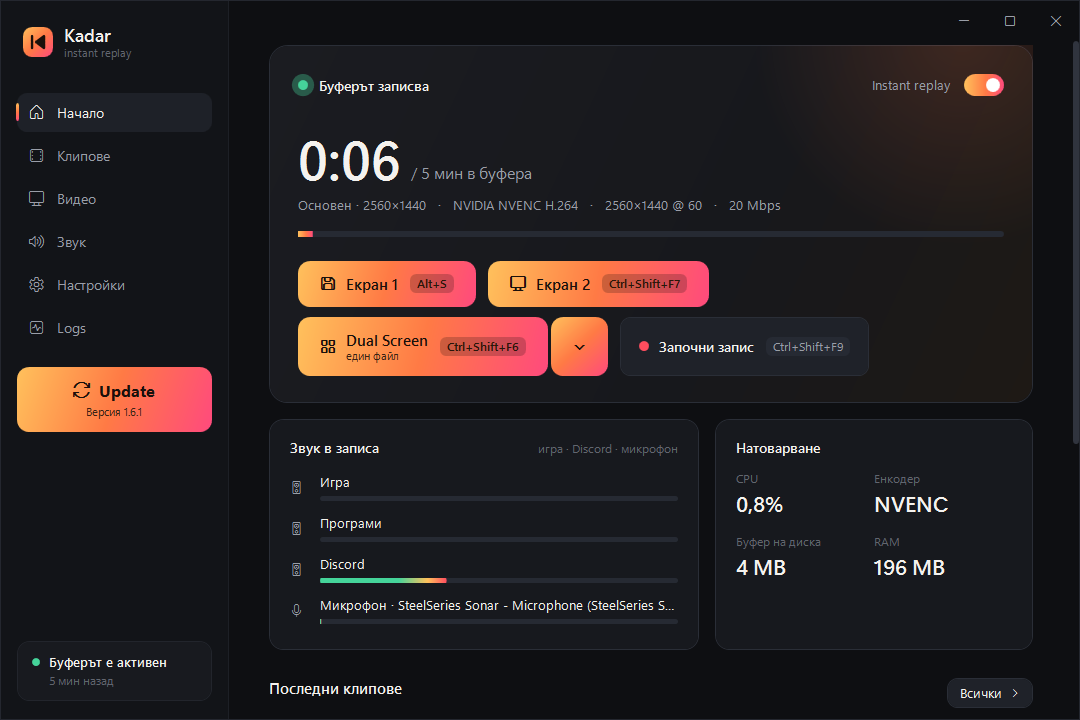 Kadar
instant replay
Начало
Клипове
Видео
Звук
Настройки
Logs
Update
Версия 1.6.1
Буферът е активен
5 мин назад
Буферът записва
Instant replay
0:06 / 5 мин в буфера
Основен · 2560×1440 · NVIDIA NVENC H.264 · 2560×1440 @ 60 · 20 Mbps
Екран 1 Alt+S
Екран 2 Ctrl+Shift+F7
Dual Screen Ctrl+Shift+F6
един файл
Започни запис Ctrl+Shift+F9
Звук в записа
игра · Discord · микрофон
Игра
Програми
Discord
Микрофон · SteelSeries Sonar - Microphone (SteelSeries S...
Натоварване
CPU
0,8%
Енкодер
NVENC
Буфер на диска
4 MB
RAM
196 MB
Последни клипове
Всички